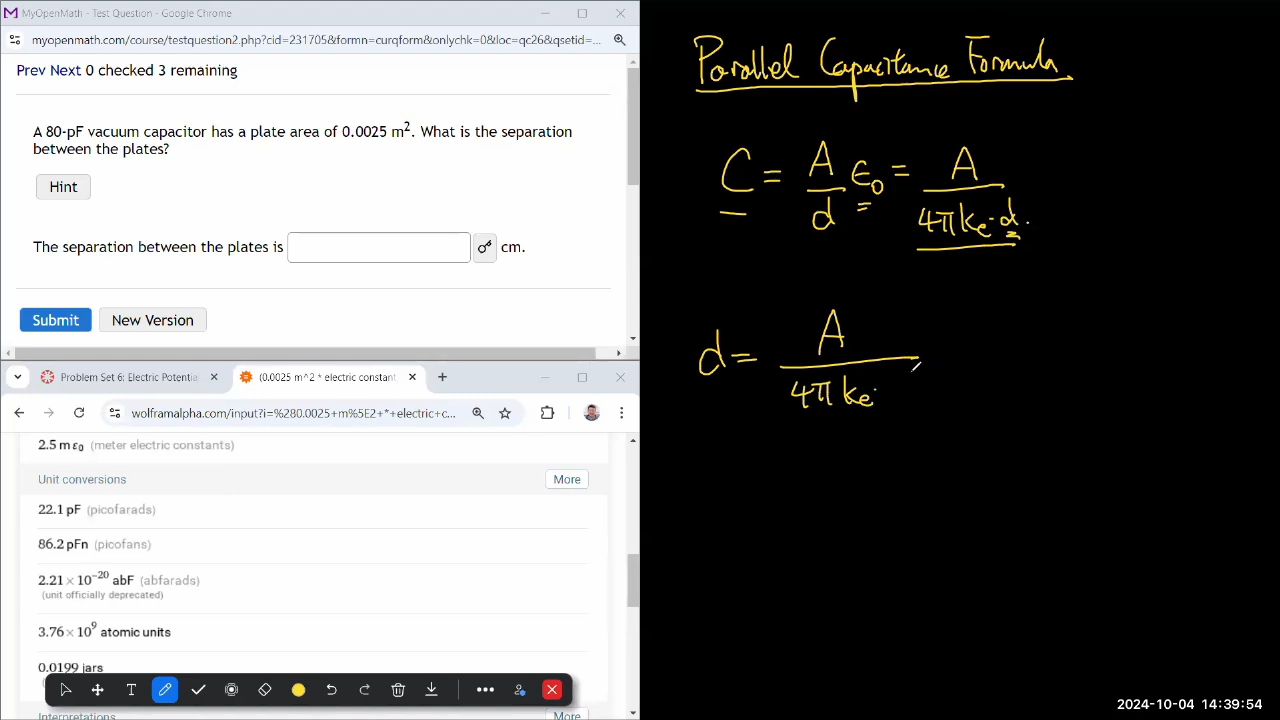 MyOpenMath - Test Question - Google Chrome
myopenmath.com/course/testquestion2.php?cid=231705&formn=curqform&onlychk=0&loc=qc26&qsetid=...
Prev Next 0 checked 0 remaining
A 80-pF vacuum capacitor has a plate area of 0.0025 m². What is the separation
between the plates?
Hint
The separation between the plates is
cm.
Submit New Version
Problem Set 6: Electric Potentia
(0.0025 m^2 * electric constant
alpha.com/input?i=%280.0025+m%5E2+*+electric+c...
2.5 m ε₀ (meter electric constants)
Unit conversions More
22.1 pF (picofarads)
86.2 pFn (picofans)
2.21×10⁻²⁰ abF (abfarads)
(unit officially deprecated)
3.76×10⁹ atomic units
0.0199 jars
Interpretations More
Parallel Capacitance Formula
C = A/d ε₀ = A/(4πkₑ·d)
d = A/(4πkₑ·
2024-10-04 14:39:54